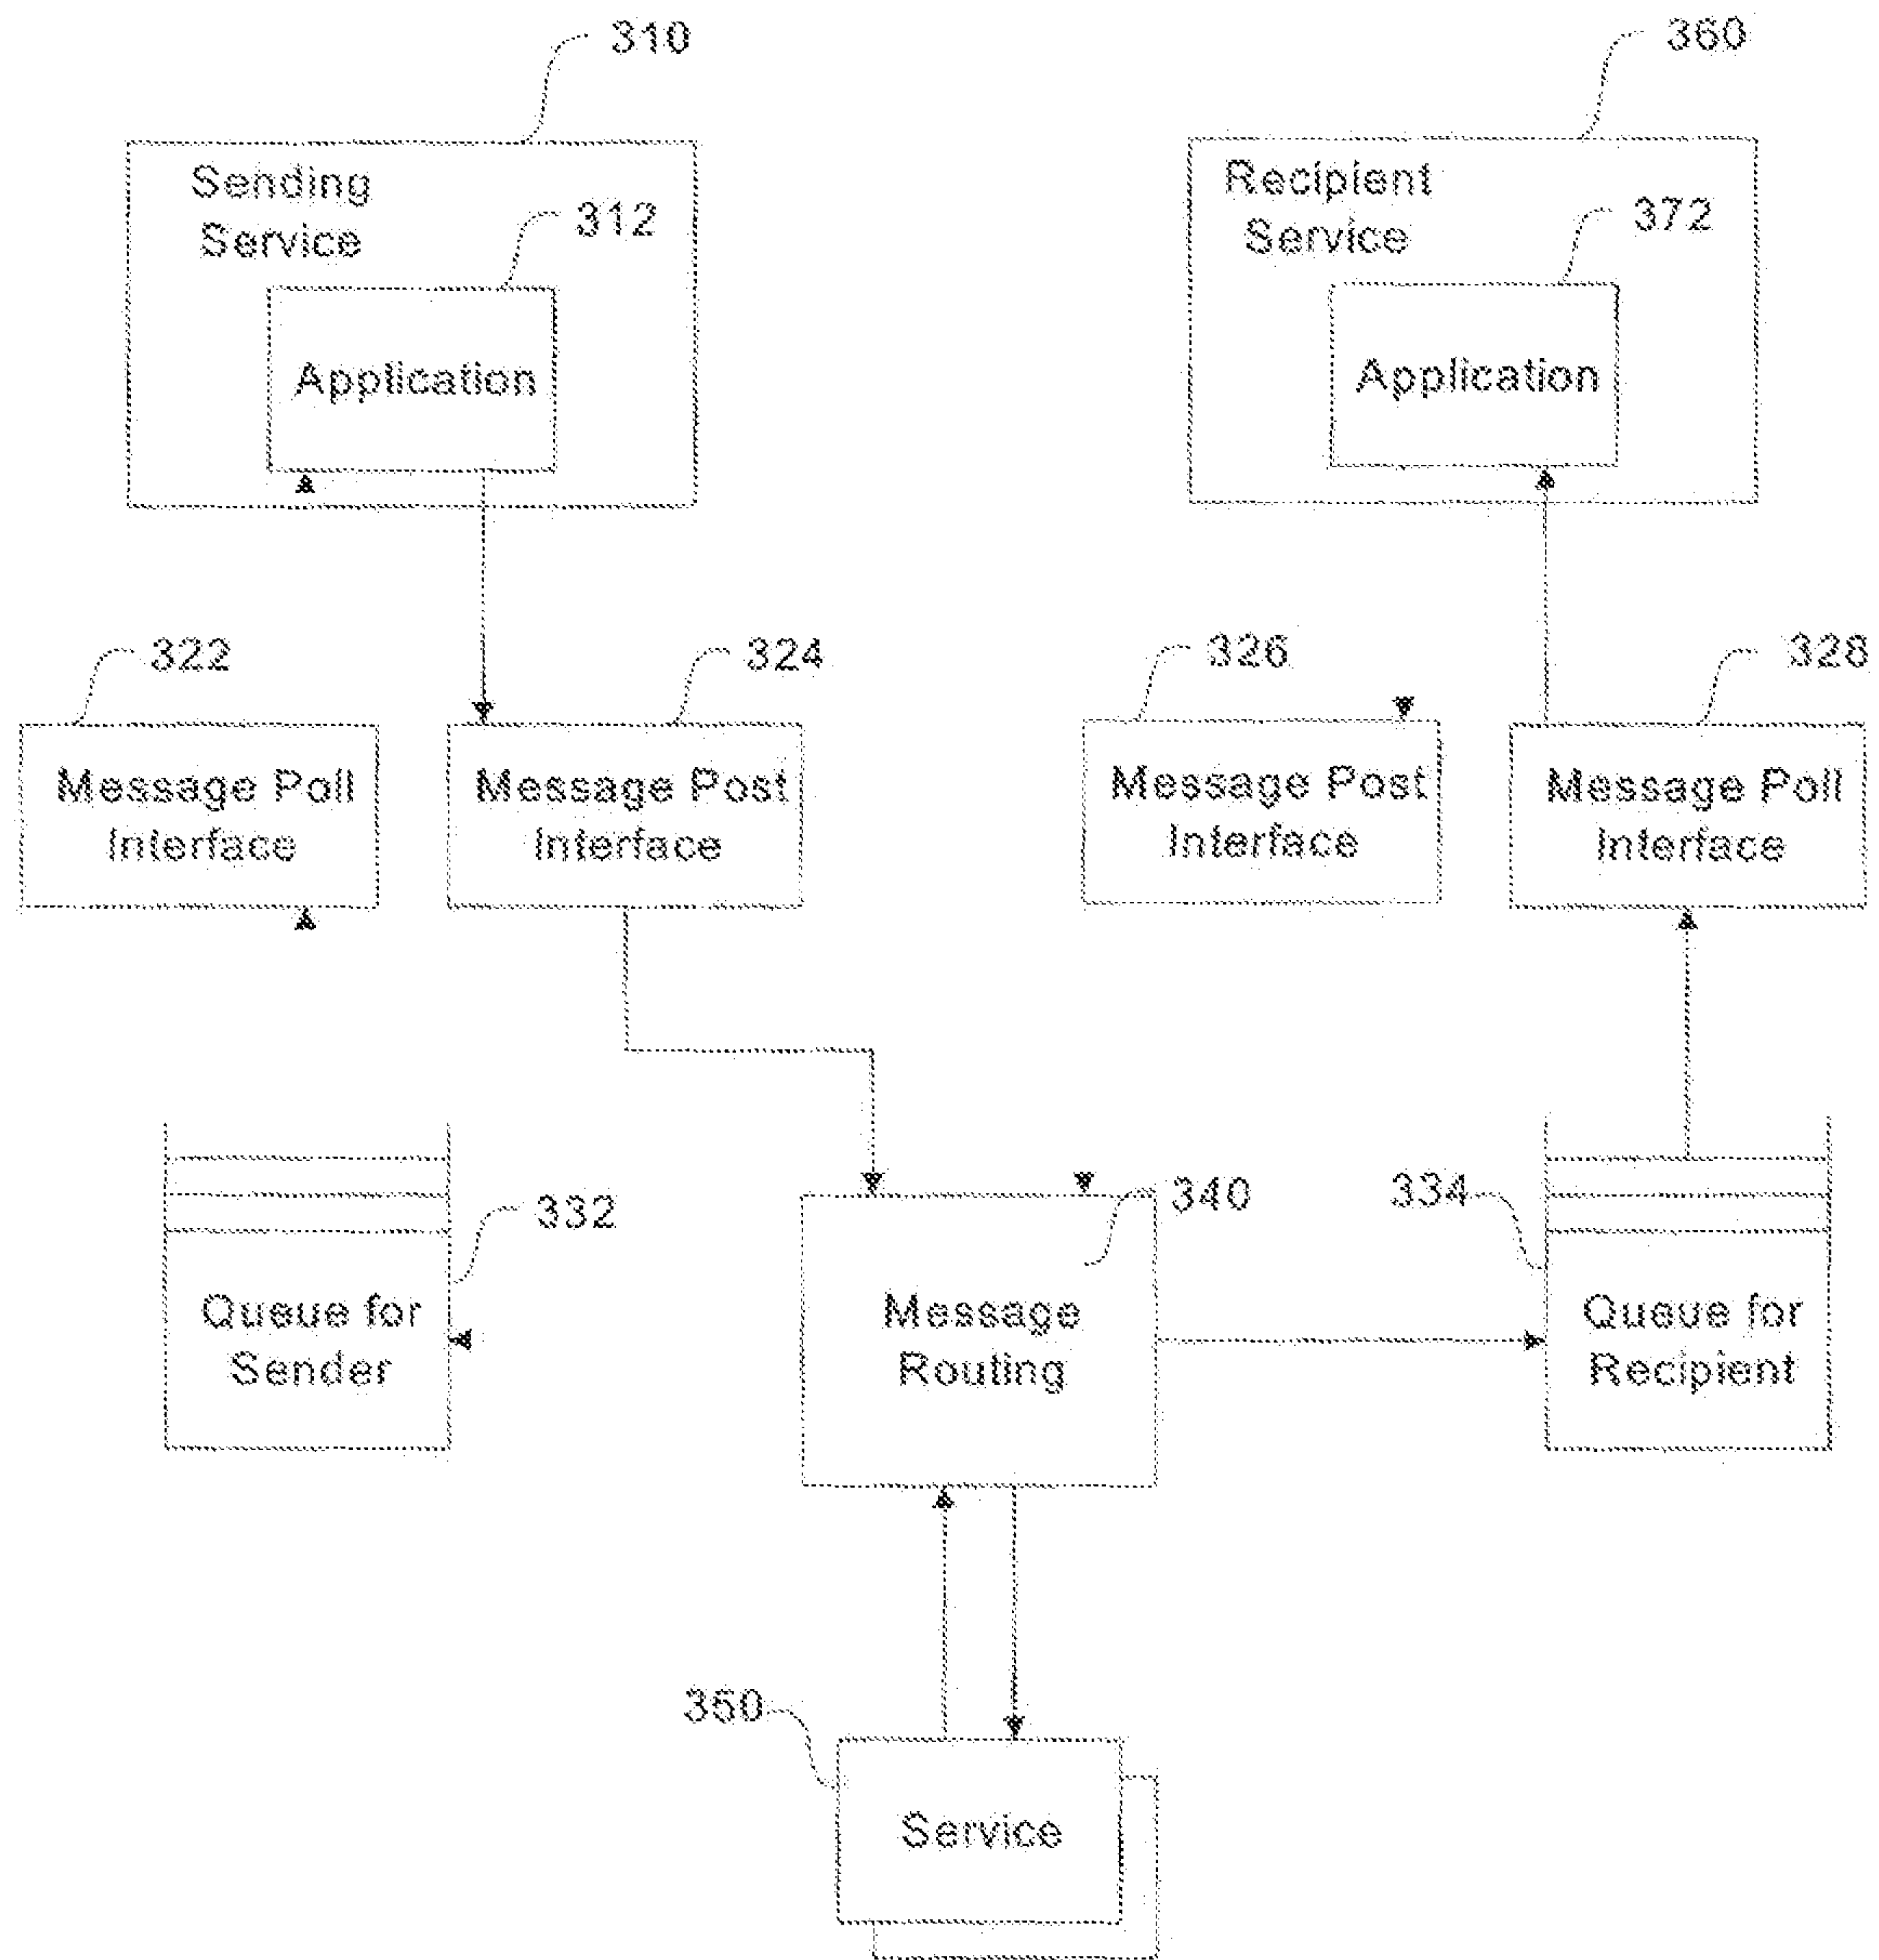 310
360
Sending
Service
312
Recipient
Service
372
Application
Application
322
324
326
328
Message Poll
Interface
Message Post
Interface
Message Post
Interface
Message Poll
Interface
332
340
334
Queue for
Sender
Message
Routing
Queue for
Recipient
350
Service